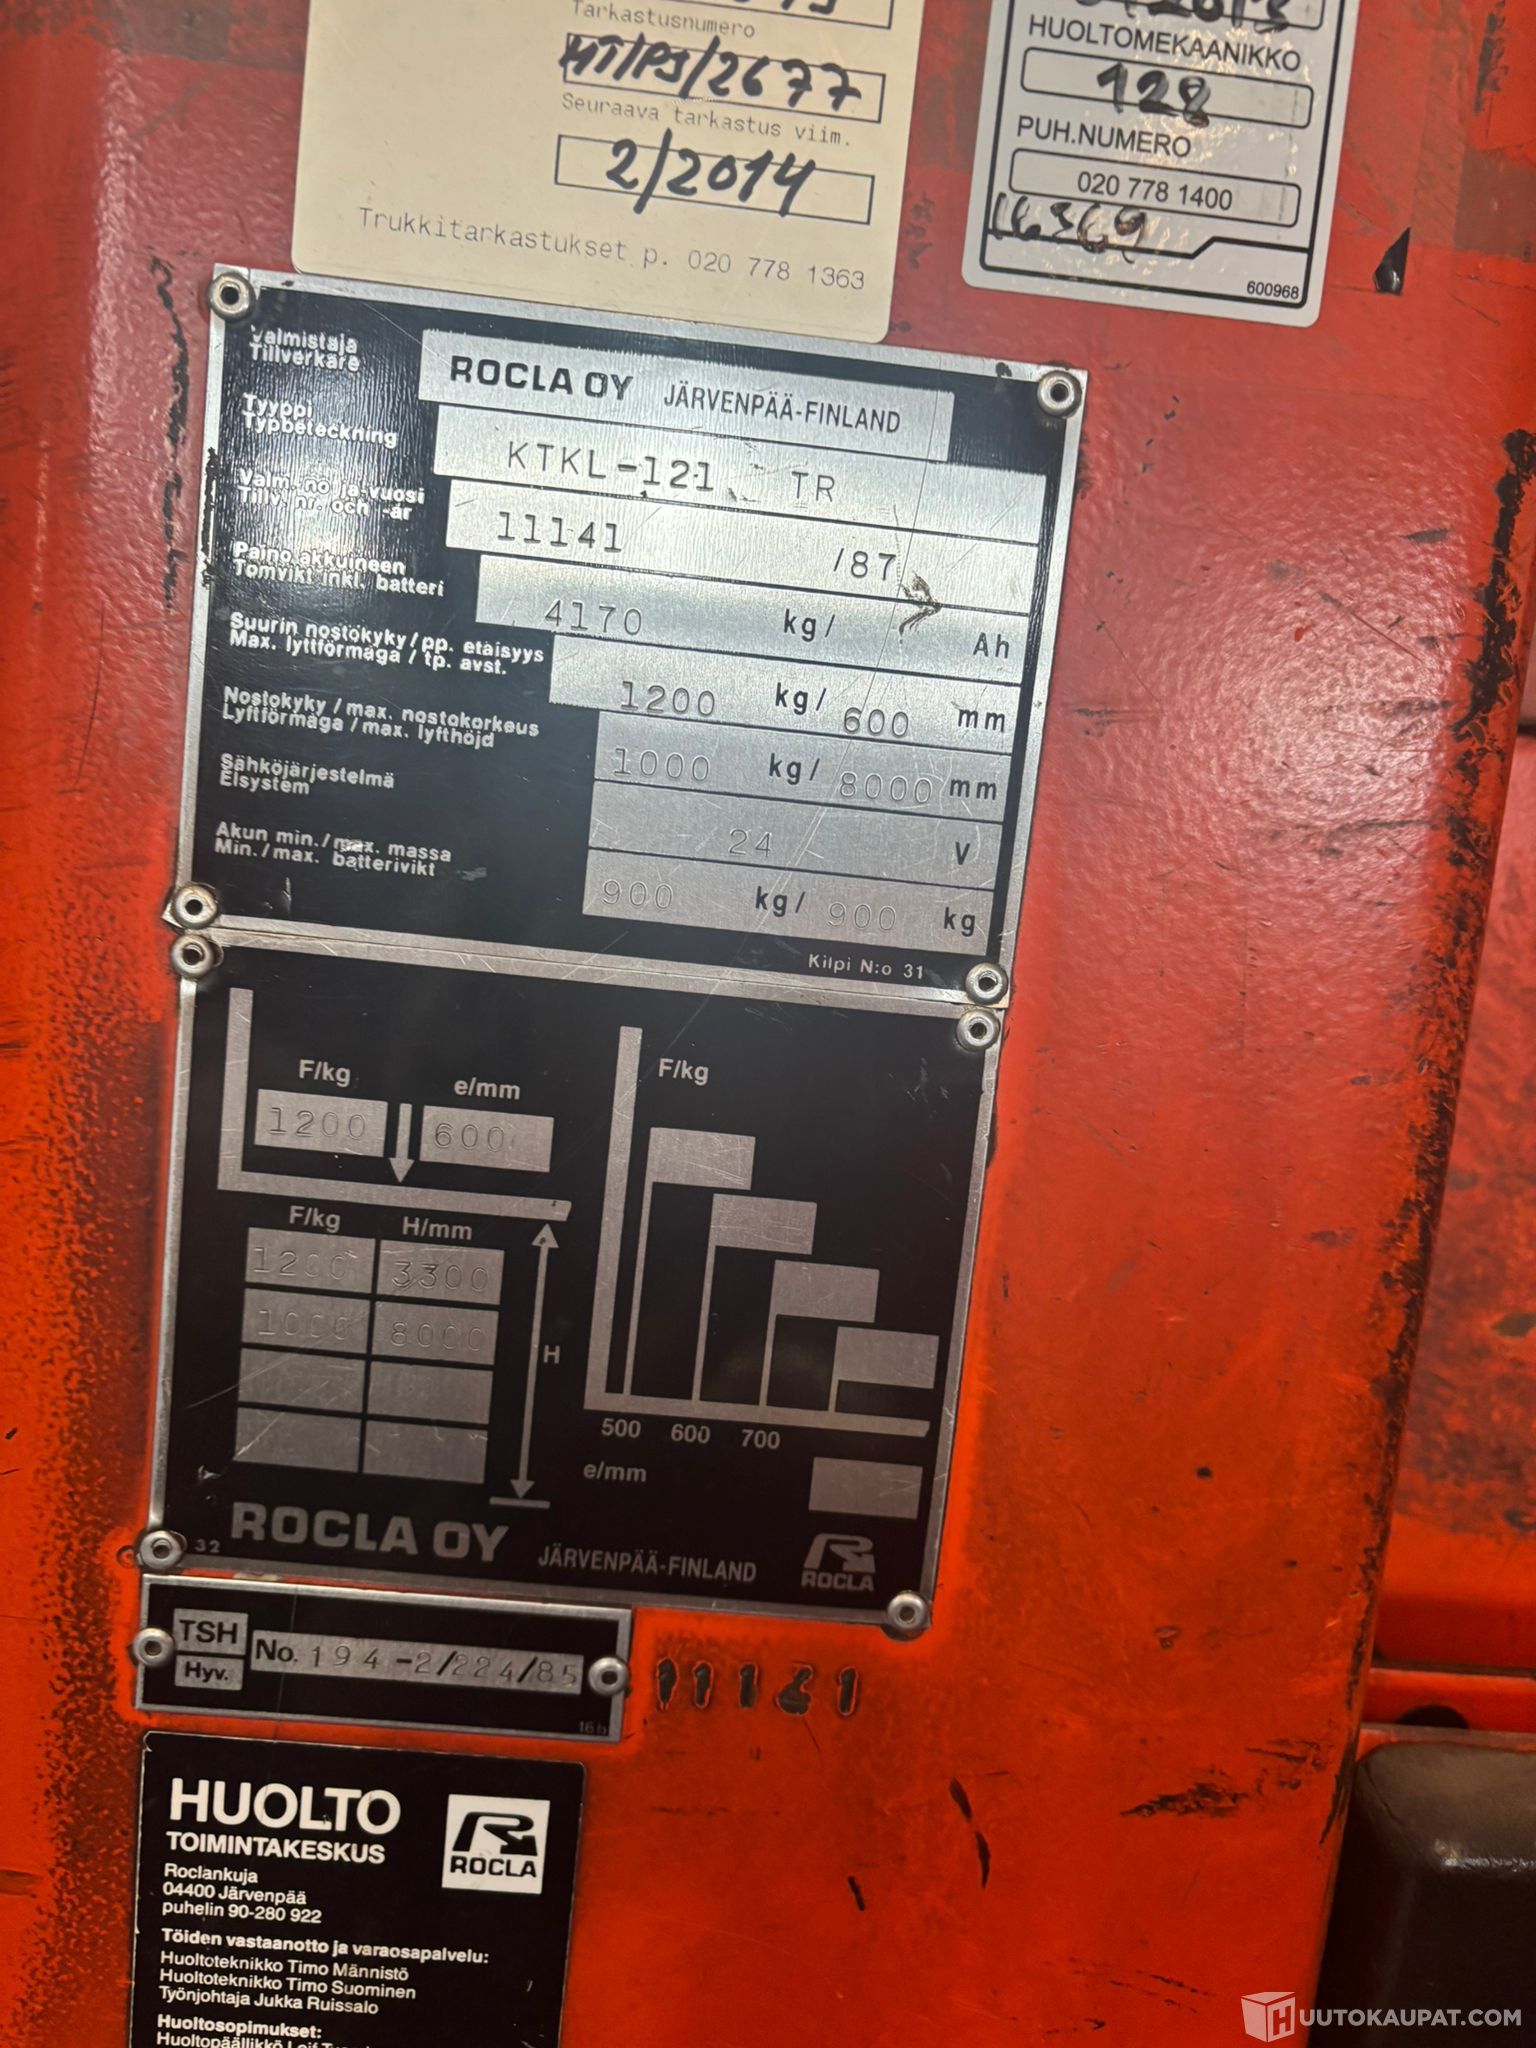 Tarkastusnumero
HT/PJ/2677
Seuraava tarkastus viim.
2/2014
Trukkitarkastukset p. 020 778 1363
HUOLTOMEKAANIKKO
128
PUH.NUMERO
020 778 1400
16369
600968
Valmistaja
Tillverkare
ROCLA OY JÄRVENPÄÄ-FINLAND
Tyyppi
Typbeteckning
KTKL-121 TR
Valm. no ja vuosi
Tillv. nr. och -år
11141 /87
Paino akkuineen
Tomvikt inkl. batteri
4170 kg/ Ah
Suurin nostokyky/pp. etäisyys
Max. lyftförmåga / tp. avst.
1200 kg/ 600 mm
Nostokyky / max. nostokorkeus
Lyftförmåga / max. lyfthöjd
1000 kg/ 8000 mm
Sähköjärjestelmä
Elsystem
24 V
Akun min./max. massa
Min./max. batterivikt
900 kg/ 900 kg
Kilpi N:o 31
F/kg e/mm
1200 600
F/kg H/mm
1200 3300
1000 8000
H
F/kg
500 600 700
e/mm
ROCLA OY JÄRVENPÄÄ-FINLAND
ROCLA
32
TSH
Hyv.
No. 194-2/224/85
16b
11141
HUOLTO
TOIMINTAKESKUS
ROCLA
Roclankuja
04400 Järvenpää
puhelin 90-280 922
Töiden vastaanotto ja varaosapalvelu:
Huoltoteknikko Timo Männistö
Huoltoteknikko Timo Suominen
Työnjohtaja Jukka Ruissalo
Huoltosopimukset:
Huoltopäällikkö Leif
HUUTOKAUPAT.COM